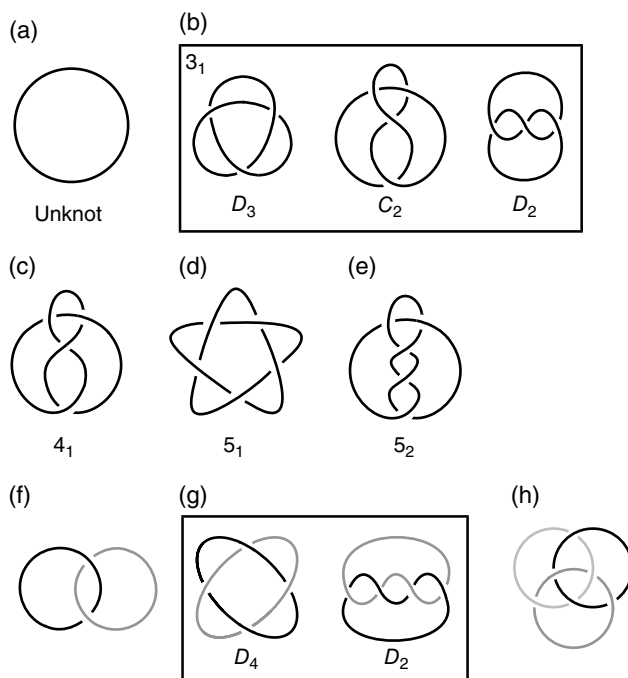 (a)
(b)
3₁
Unknot
D₃
C₂
D₂
(c)
(d)
(e)
4₁
5₁
5₂
(f)
(g)
(h)
D₄
D₂